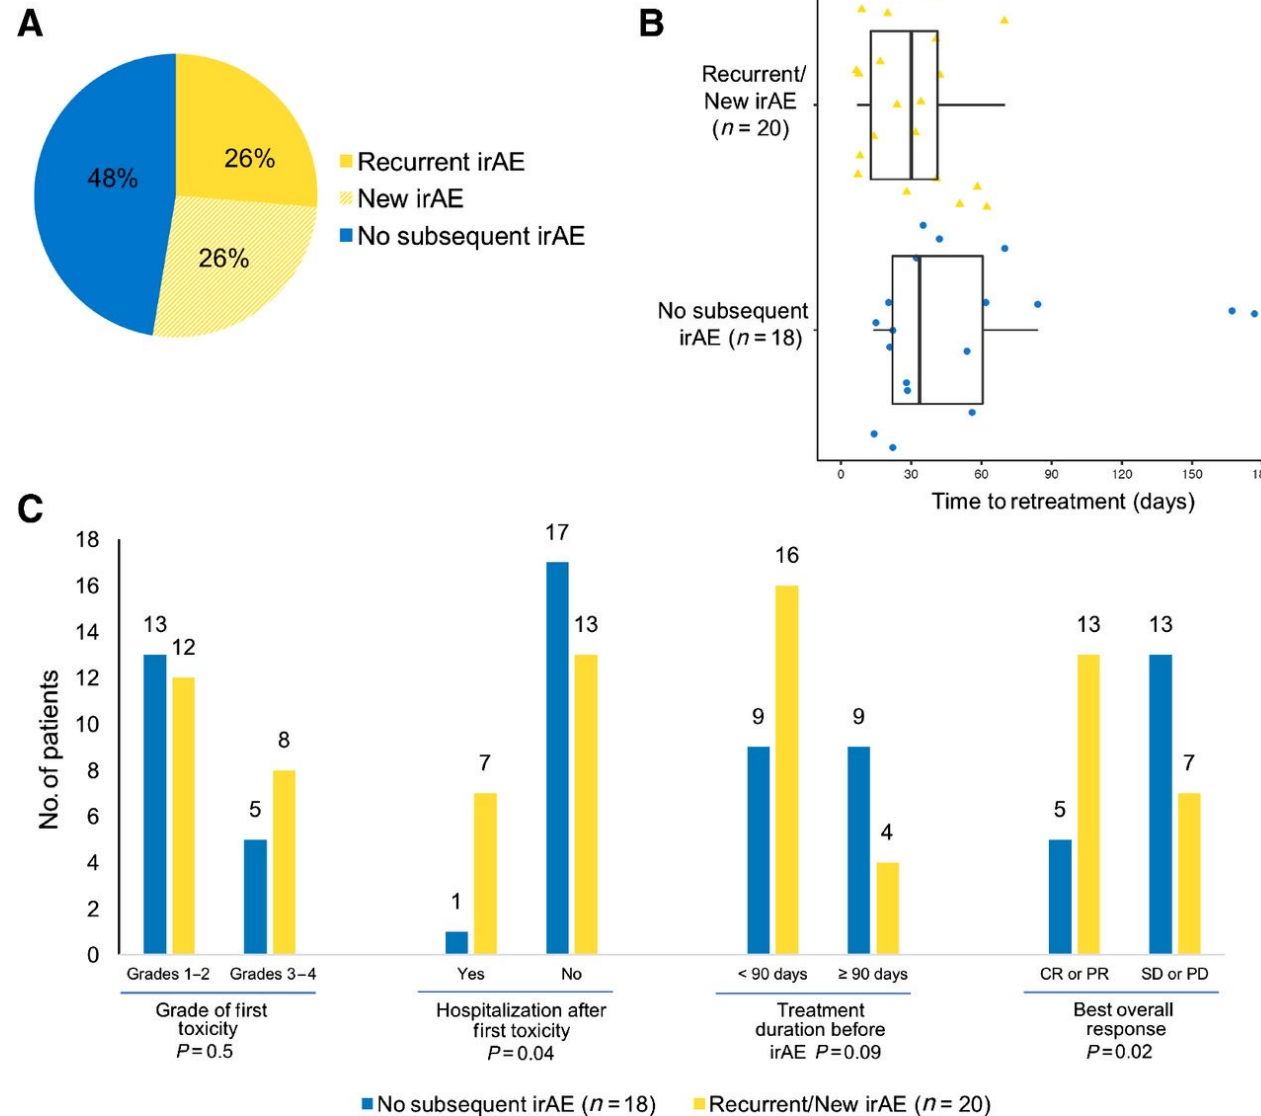 A
48%
26%
26%
Recurrent irAE
New irAE
No subsequent irAE
B
Recurrent/
New irAE
(n = 20)
No subsequent
irAE (n = 18)
0 30 60 90 120 150
Time to retreatment (days)
C
No. of patients
18
16
14
12
10
8
6
4
2
0
13 12 5 8
1 7 17 13
9 16 9 4
5 13 13 7
Grades 1–2 Grades 3–4
Grade of first
toxicity
P = 0.5
Yes No
Hospitalization after
first toxicity
P = 0.04
< 90 days ≥ 90 days
Treatment
duration before
irAE P = 0.09
CR or PR SD or PD
Best overall
response
P = 0.02
No subsequent irAE (n = 18) Recurrent/New irAE (n = 20)